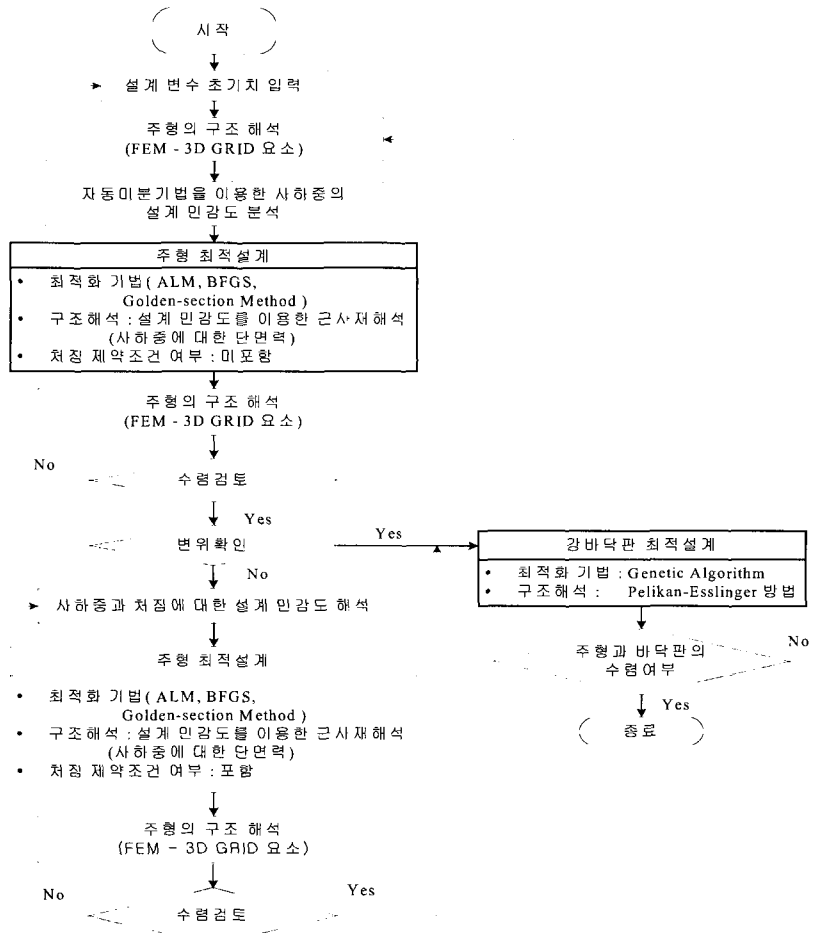 시작
설계 변수 초기치 입력
주형의 구조 해석
(FEM - 3D GRID 요소)
자동미분기법을 이용한 사하중의
설계 민감도 분석
주형 최적설계
• 최적화 기법( ALM, BFGS,
Golden-section Method )
• 구조해석 : 설계 민감도를 이용한 근사재해석
(사하중에 대한 단면력)
• 처짐 제약조건 여부 : 미포함
주형의 구조 해석
(FEM - 3D GRID 요소)
No
수렴검토
Yes
변위확인
Yes
No
사하중과 처짐에 대한 설계 민감도 해석
주형 최적설계
• 최적화 기법( ALM, BFGS,
Golden-section Method )
• 구조해석 : 설계 민감도를 이용한 근사재해석
(사하중에 대한 단면력)
• 처짐 제약조건 여부 : 포함
주형의 구조 해석
(FEM - 3D GRID 요소)
No
Yes
수렴검토
강바닥판 최적설계
• 최적화 기법 : Genetic Algorithm
• 구조해석 : Pelikan-Esslinger 방법
주형과 바닥판의
수렴여부
No
Yes
종료